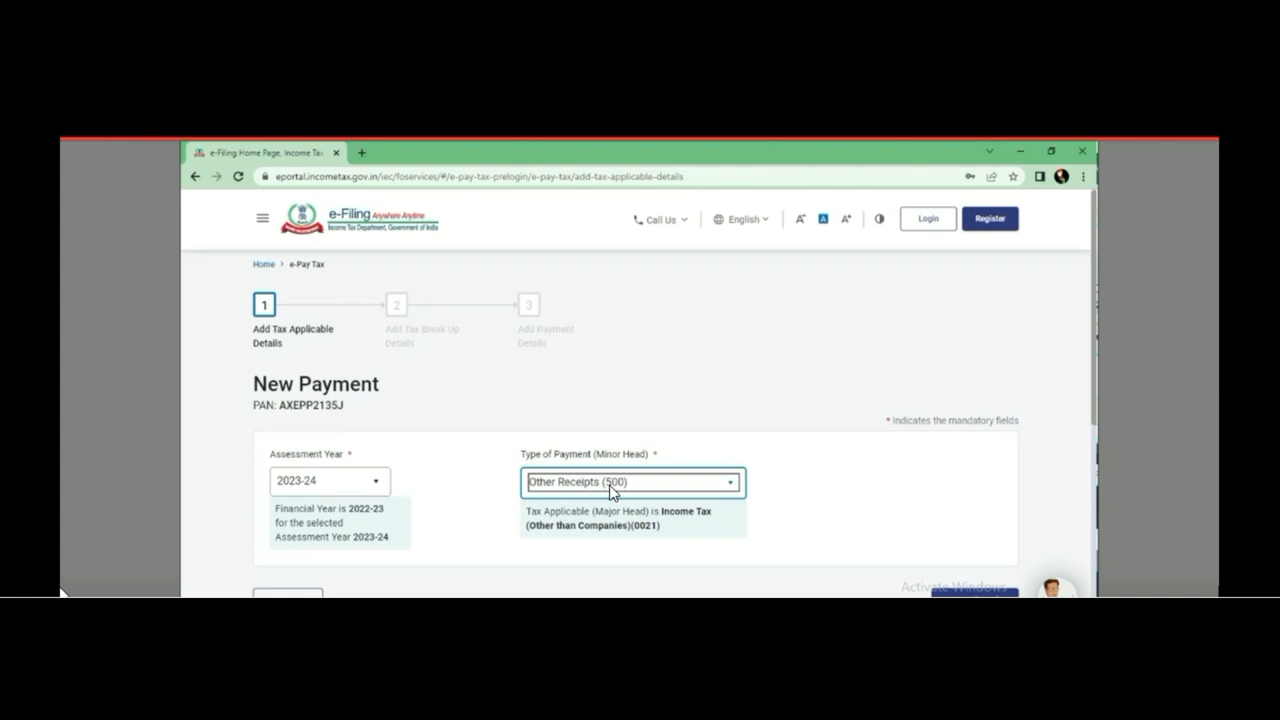 e-Filing Home Page, Income Tax
eportal.incometax.gov.in/iec/foservices/#/e-pay-tax-prelogin/e-pay-tax/add-tax-applicable-details
e-Filing Anywhere Anytime
Income Tax Department, Government of India
Call Us
English
A-
A
A+
Login
Register
Home > e-Pay Tax
1
2
3
Add Tax Applicable
Details
Add Tax Break Up
Details
Add Payment
Details
New Payment
PAN: AXEPP2135J
* Indicates the mandatory fields
Assessment Year *
Type of Payment (Minor Head) *
2023-24
Other Receipts (500)
Financial Year is 2022-23
for the selected
Assessment Year 2023-24
Tax Applicable (Major Head) is Income Tax
(Other than Companies)(0021)
Activate Windows